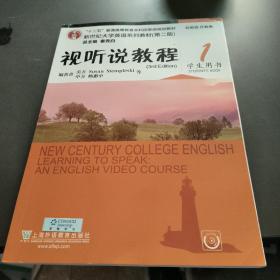 “十二五”普通高等教育本科国家级规划教材
新世纪大学英语系列教材(第二版)
总主编 秦秀白
视听说教程 1
(3rd Edition)
学生用书
STUDENT'S BOOK
编著者 美方 Susan Stempleski 等
中方 杨惠中
NEW CENTURY COLLEGE ENGLISH
LEARNING TO SPEAK:
AN ENGLISH VIDEO COURSE
CENGAGE
Learning
上海外语教育出版社
www.sflep.com